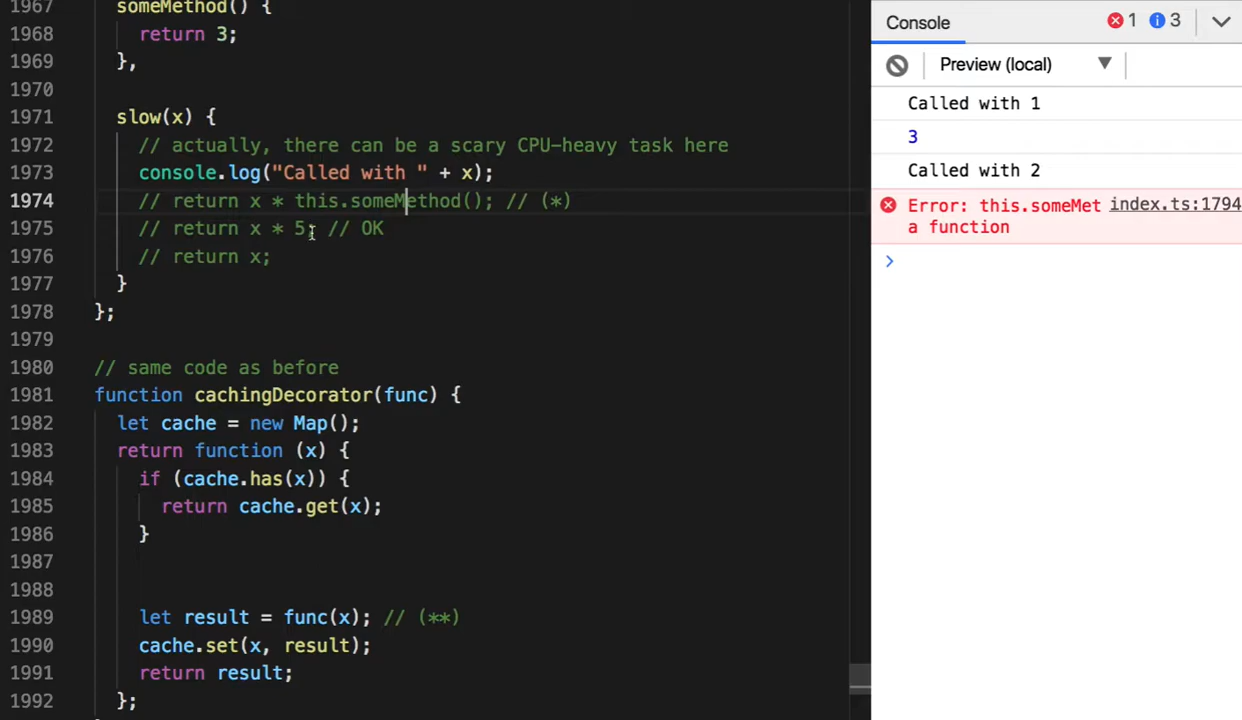 1967 someMethod() {
1968 return 3;
1969 },
1970
1971 slow(x) {
1972 // actually, there can be a scary CPU-heavy task here
1973 console.log("Called with " + x);
1974 // return x * this.someMethod(); // (*)
1975 // return x * 5; // OK
1976 // return x;
1977 }
1978 };
1979
1980 // same code as before
1981 function cachingDecorator(func) {
1982 let cache = new Map();
1983 return function (x) {
1984 if (cache.has(x)) {
1985 return cache.get(x);
1986 }
1987
1988
1989 let result = func(x); // (**)
1990 cache.set(x, result);
1991 return result;
1992 };
Console 1 3
Preview (local)
Called with 1
3
Called with 2
Error: this.someMet index.ts:1794
a function